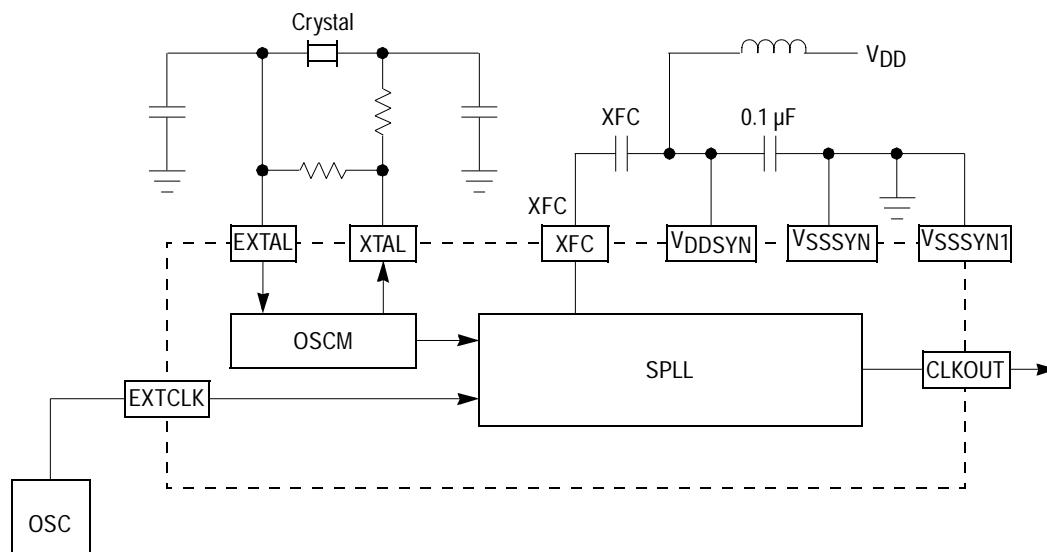 Crystal
VDD
XFC
0.1 µF
XFC
EXTAL
XTAL
XFC
VDDSYN
VSSSYN
VSSSYN1
OSCM
SPLL
CLKOUT
EXTCLK
OSC